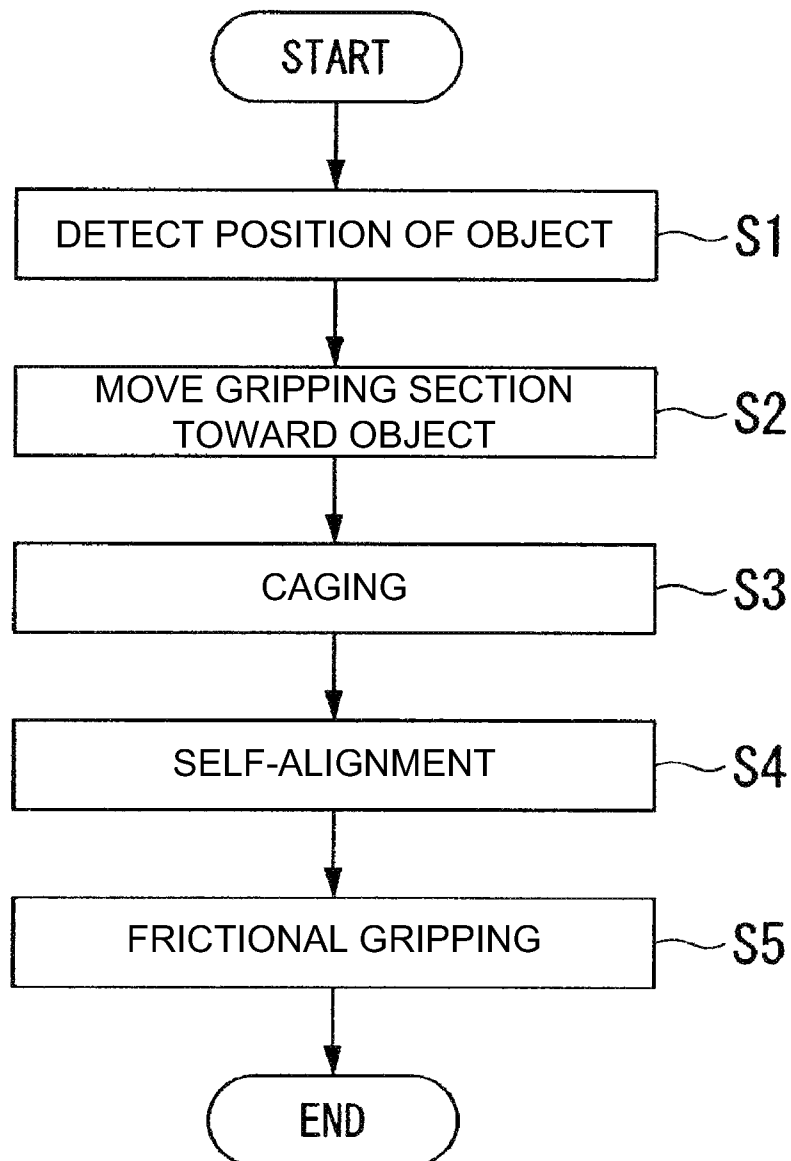 START
DETECT POSITION OF OBJECT
S1
MOVE GRIPPING SECTION
TOWARD OBJECT
S2
CAGING
S3
SELF-ALIGNMENT
S4
FRICTIONAL GRIPPING
S5
END